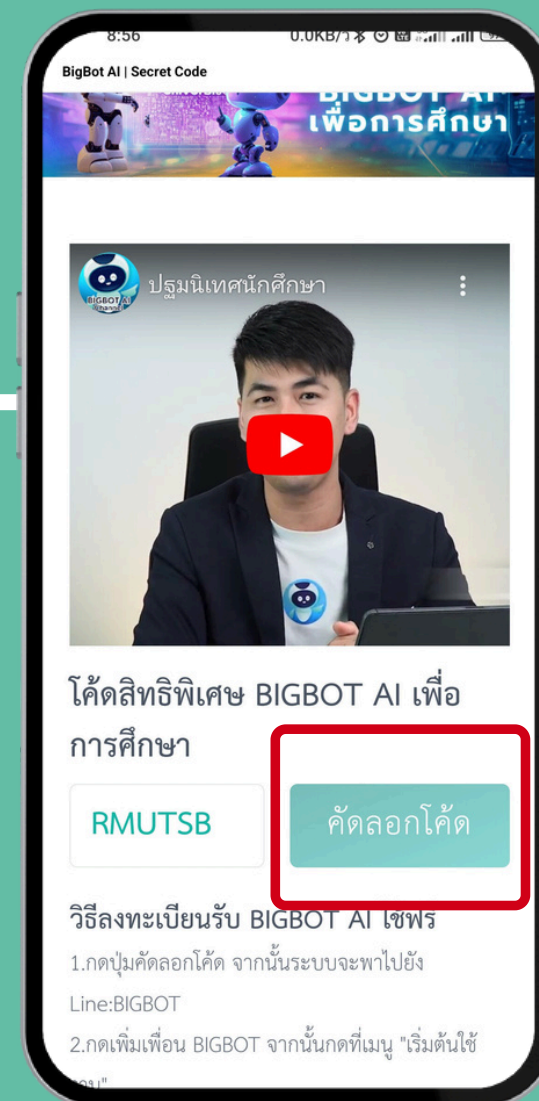 8:56
0.0KB/s
BigBot AI | Secret Code
BIGBOT AI
เพื่อการศึกษา
ปฐมนิเทศนักศึกษา
BIGBOT AI
channel
โค้ดสิทธิพิเศษ BIGBOT AI เพื่อ
การศึกษา
RMUTSB
คัดลอกโค้ด
วิธีลงทะเบียนรับ BIGBOT AI ใช้ฟรี
1.กดปุ่มคัดลอกโค้ด จากนั้นระบบจะพาไปยัง
Line:BIGBOT
2.กดเพิ่มเพื่อน BIGBOT จากนั้นกดที่เมนู "เริ่มต้นใช้